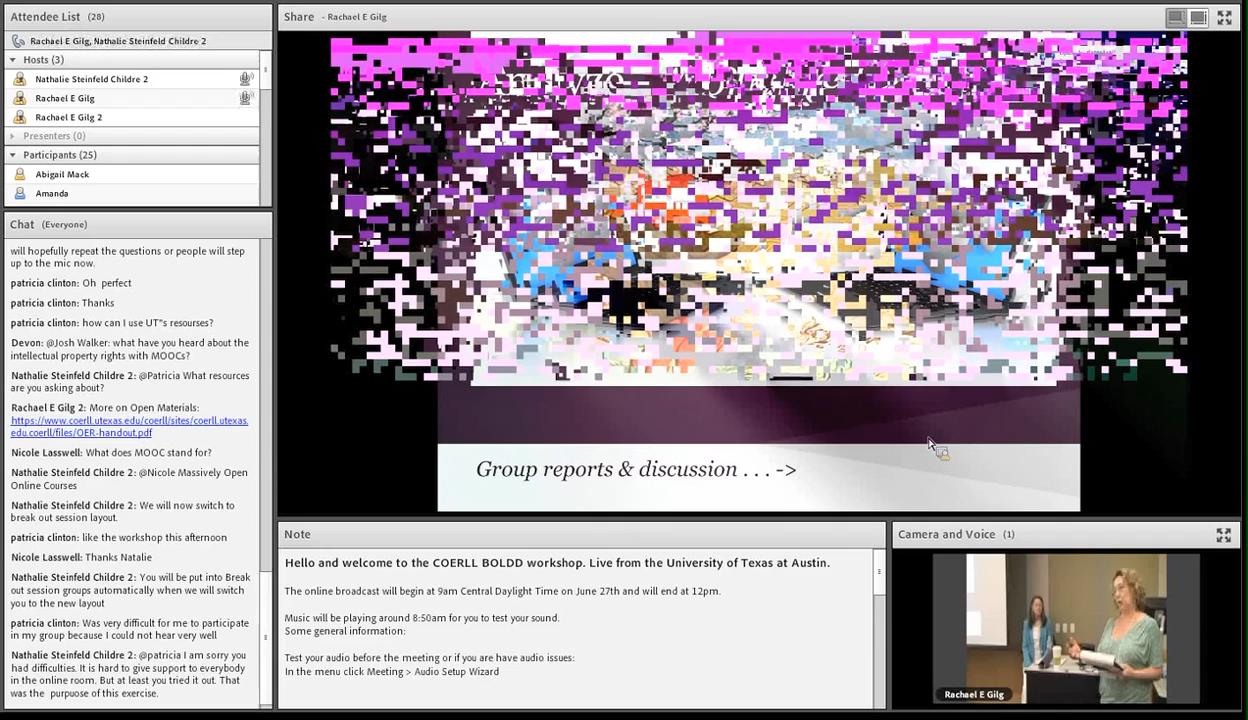 Attendee List (28)
Rachael E Gilg, Nathalie Steinfeld Childre 2
Hosts (3)
Nathalie Steinfeld Childre 2
Rachael E Gilg
Rachael E Gilg 2
Presenters (0)
Participants (25)
Abigail Mack
Amanda
Chat (Everyone)
will hopefully repeat the questions or people will step
up to the mic now.
patricia clinton: Oh perfect
patricia clinton: Thanks
patricia clinton: how can I use UT"s resourses?
Devon: @Josh Walker: what have you heard about the
intellectual property rights with MOOCs?
Nathalie Steinfeld Childre 2: @Patricia What resources
are you asking about?
Rachael E Gilg 2: More on Open Materials:
https://www.coerll.utexas.edu/coerll/sites/coerll.utexas.
edu.coerll/files/OER-handout.pdf
Nicole Lasswell: What does MOOC stand for?
Nathalie Steinfeld Childre 2: @Nicole Massively Open
Online Courses
Nathalie Steinfeld Childre 2: We will now switch to
break out session layout.
patricia clinton: like the workshop this afternoon
Nicole Lasswell: Thanks Natalie
Nathalie Steinfeld Childre 2: You will be put into Break
out session groups automatically when we will switch
you to the new layout
patricia clinton: Was very difficult for me to participate
in my group because I could not hear very well
Nathalie Steinfeld Childre 2: @patricia I am sorry you
had difficulties. It is hard to give support to everybody
in the online room. But at least you tried it out. That
was the purpuose of this exercise.
Share - Rachael E Gilg
Group reports & discussion . . . ->
Note
Hello and welcome to the COERLL BOLDD workshop. Live from the University of Texas at Austin.
The online broadcast will begin at 9am Central Daylight Time on June 27th and will end at 12pm.
Music will be playing around 8:50am for you to test your sound.
Some general information:
Test your audio before the meeting or if you are have audio issues:
In the menu click Meeting > Audio Setup Wizard
Camera and Voice (1)
Rachael E Gilg